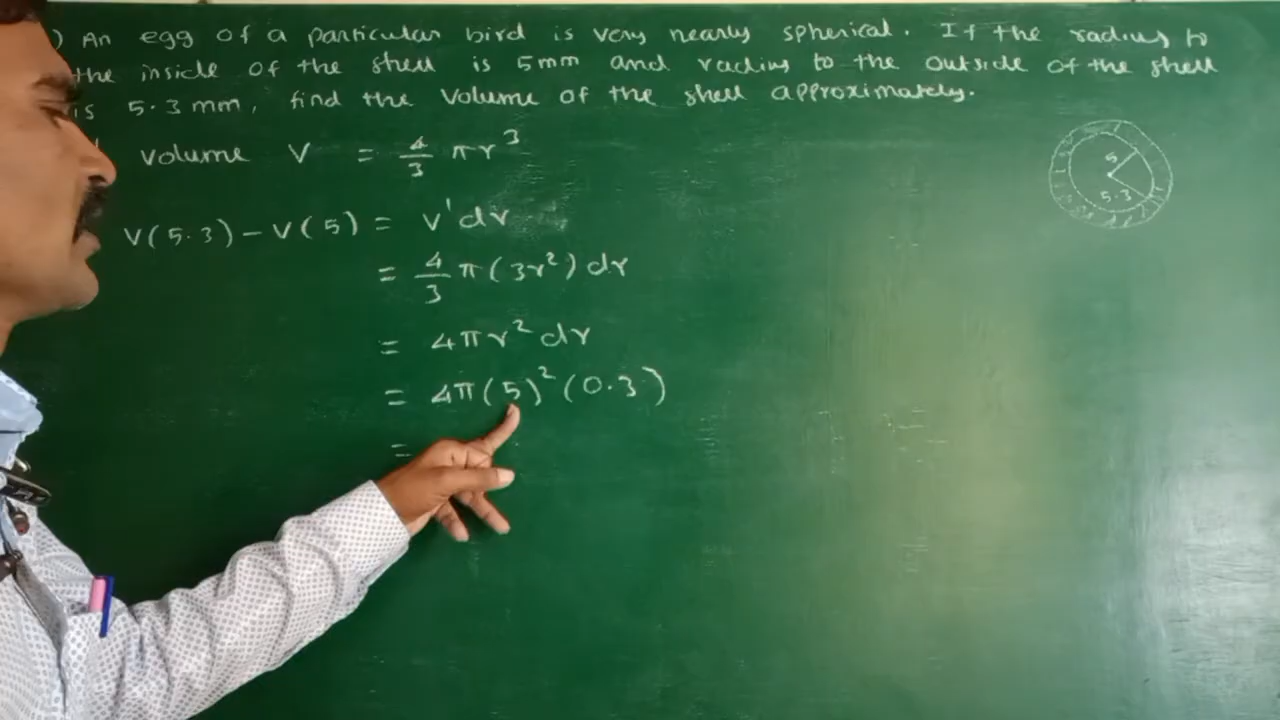 ) An egg of a particular bird is very nearly spherical. If the radius to
the inside of the shell is 5mm and radius to the outside of the shell
is 5.3 mm, find the volume of the shell approximately.
volume V = 4/3 πr³
V(5.3) - V(5) = v'dr
= 4/3 π(3r²) dr
= 4πr² dr
= 4π(5)² (0.3)
=
5
5.3